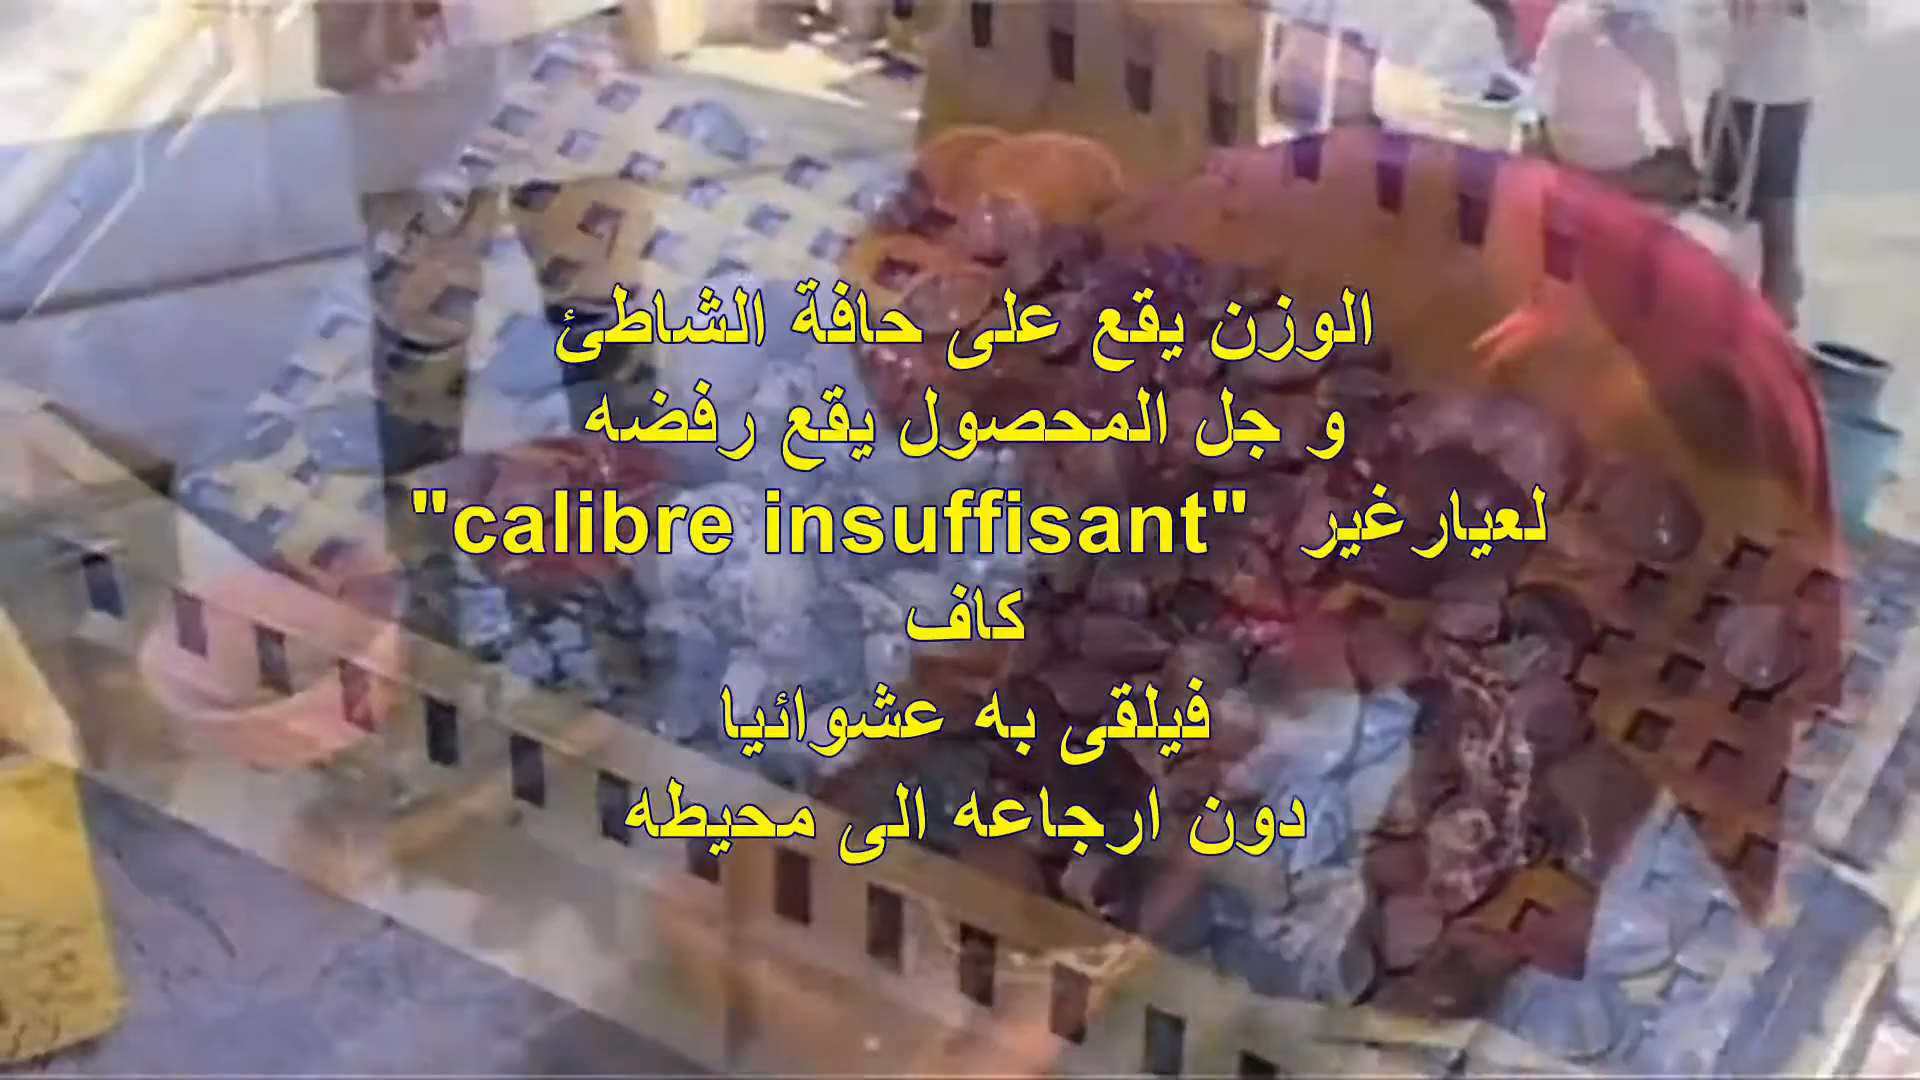 الوزن يقع على حافة الشاطئ
و جل المحصول يقع رفضه
لعيارغير "calibre insuffisant"
كاف
فيلقى به عشوائيا
دون ارجاعه الى محيطه